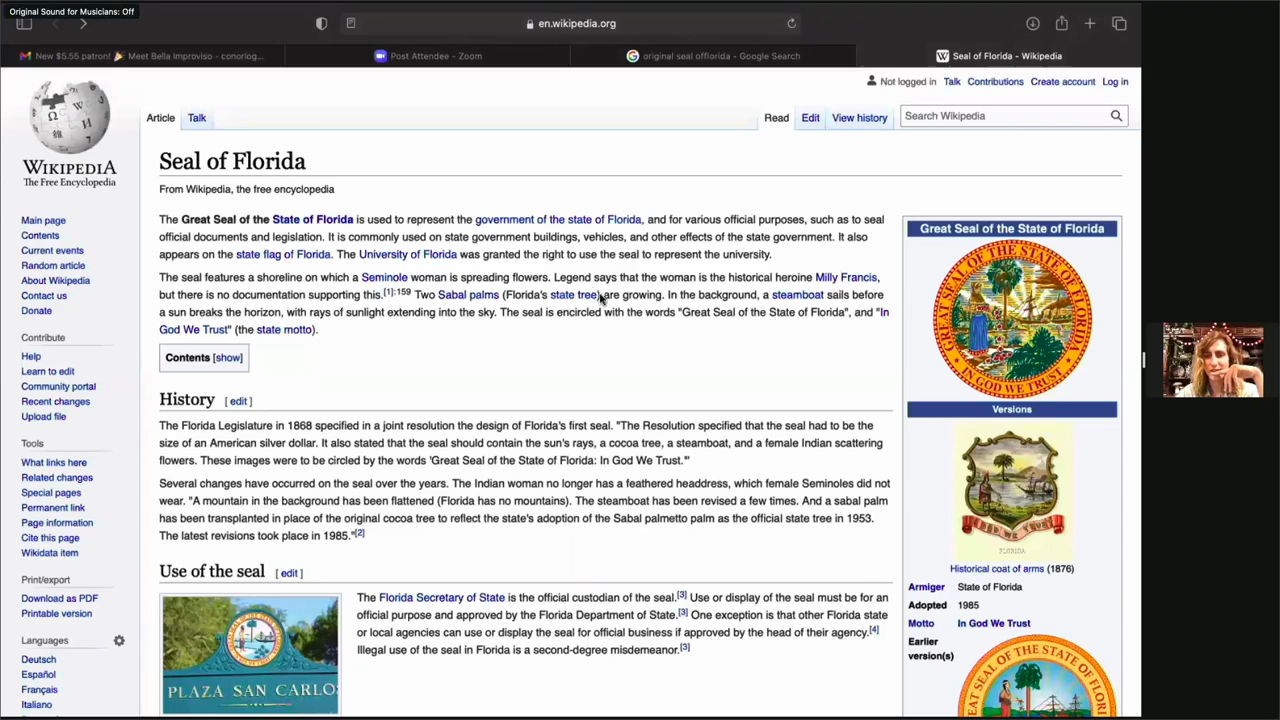 Original Sound for Musicians: Off
en.wikipedia.org
New $5.55 patron! 🎉 Meet Bella Improviso - conorlog...
Post Attendee - Zoom
original seal offlorida - Google Search
W Seal of Florida - Wikipedia
Not logged in Talk Contributions Create account Log in
Article Talk
Read Edit View history
Search Wikipedia
WIKIPEDIA
The Free Encyclopedia
Main page
Contents
Current events
Random article
About Wikipedia
Contact us
Donate
Contribute
Help
Learn to edit
Community portal
Recent changes
Upload file
Tools
What links here
Related changes
Special pages
Permanent link
Page information
Cite this page
Wikidata item
Print/export
Download as PDF
Printable version
Languages
Deutsch
Español
Français
Italiano
Seal of Florida
From Wikipedia, the free encyclopedia
The Great Seal of the State of Florida is used to represent the government of the state of Florida, and for various official purposes, such as to seal
official documents and legislation. It is commonly used on state government buildings, vehicles, and other effects of the state government. It also
appears on the state flag of Florida. The University of Florida was granted the right to use the seal to represent the university.
The seal features a shoreline on which a Seminole woman is spreading flowers. Legend says that the woman is the historical heroine Milly Francis,
but there is no documentation supporting this.[1]:159 Two Sabal palms (Florida's state tree) are growing. In the background, a steamboat sails before
a sun breaks the horizon, with rays of sunlight extending into the sky. The seal is encircled with the words "Great Seal of the State of Florida", and "In
God We Trust" (the state motto).
Contents [show]
History [ edit ]
The Florida Legislature in 1868 specified in a joint resolution the design of Florida's first seal. "The Resolution specified that the seal had to be the
size of an American silver dollar. It also stated that the seal should contain the sun's rays, a cocoa tree, a steamboat, and a female Indian scattering
flowers. These images were to be circled by the words 'Great Seal of the State of Florida: In God We Trust.'"
Several changes have occurred on the seal over the years. The Indian woman no longer has a feathered headdress, which female Seminoles did not
wear. "A mountain in the background has been flattened (Florida has no mountains). The steamboat has been revised a few times. And a sabal palm
has been transplanted in place of the original cocoa tree to reflect the state's adoption of the Sabal palmetto palm as the official state tree in 1953.
The latest revisions took place in 1985."[2]
Use of the seal [ edit ]
PLAZA SAN CARLO
The Florida Secretary of State is the official custodian of the seal.[3] Use or display of the seal must be for an
official purpose and approved by the Florida Department of State.[3] One exception is that other Florida state
or local agencies can use or display the seal for official business if approved by the head of their agency.[4]
Illegal use of the seal in Florida is a second-degree misdemeanor.[3]
Great Seal of the State of Florida
GREAT SEAL OF THE STATE OF FLORIDA
IN GOD WE TRUST
Versions
GOD WE TRUST
FLORIDA
Historical coat of arms (1876)
Armiger State of Florida
Adopted 1985
Motto In God We Trust
Earlier
version(s)
SEAL OF THE STATE OF